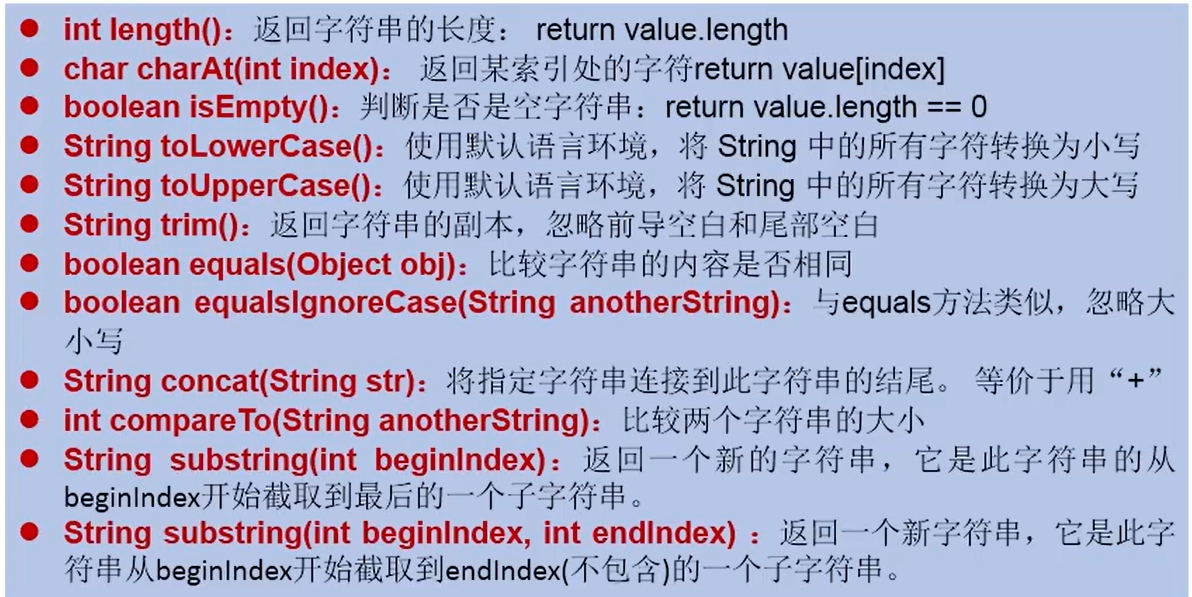 ● int length()：返回字符串的长度： return value.length
● char charAt(int index)： 返回某索引处的字符return value[index]
● boolean isEmpty()：判断是否是空字符串：return value.length == 0
● String toLowerCase()：使用默认语言环境，将 String 中的所有字符转换为小写
● String toUpperCase()：使用默认语言环境，将 String 中的所有字符转换为大写
● String trim()：返回字符串的副本，忽略前导空白和尾部空白
● boolean equals(Object obj)：比较字符串的内容是否相同
● boolean equalsIgnoreCase(String anotherString)：与equals方法类似，忽略大
小写
● String concat(String str)：将指定字符串连接到此字符串的结尾。 等价于用“+”
● int compareTo(String anotherString)：比较两个字符串的大小
● String substring(int beginIndex)：返回一个新的字符串，它是此字符串的从
beginIndex开始截取到最后的一个子字符串。
● String substring(int beginIndex, int endIndex) ：返回一个新字符串，它是此字
符串从beginIndex开始截取到endIndex(不包含)的一个子字符串。